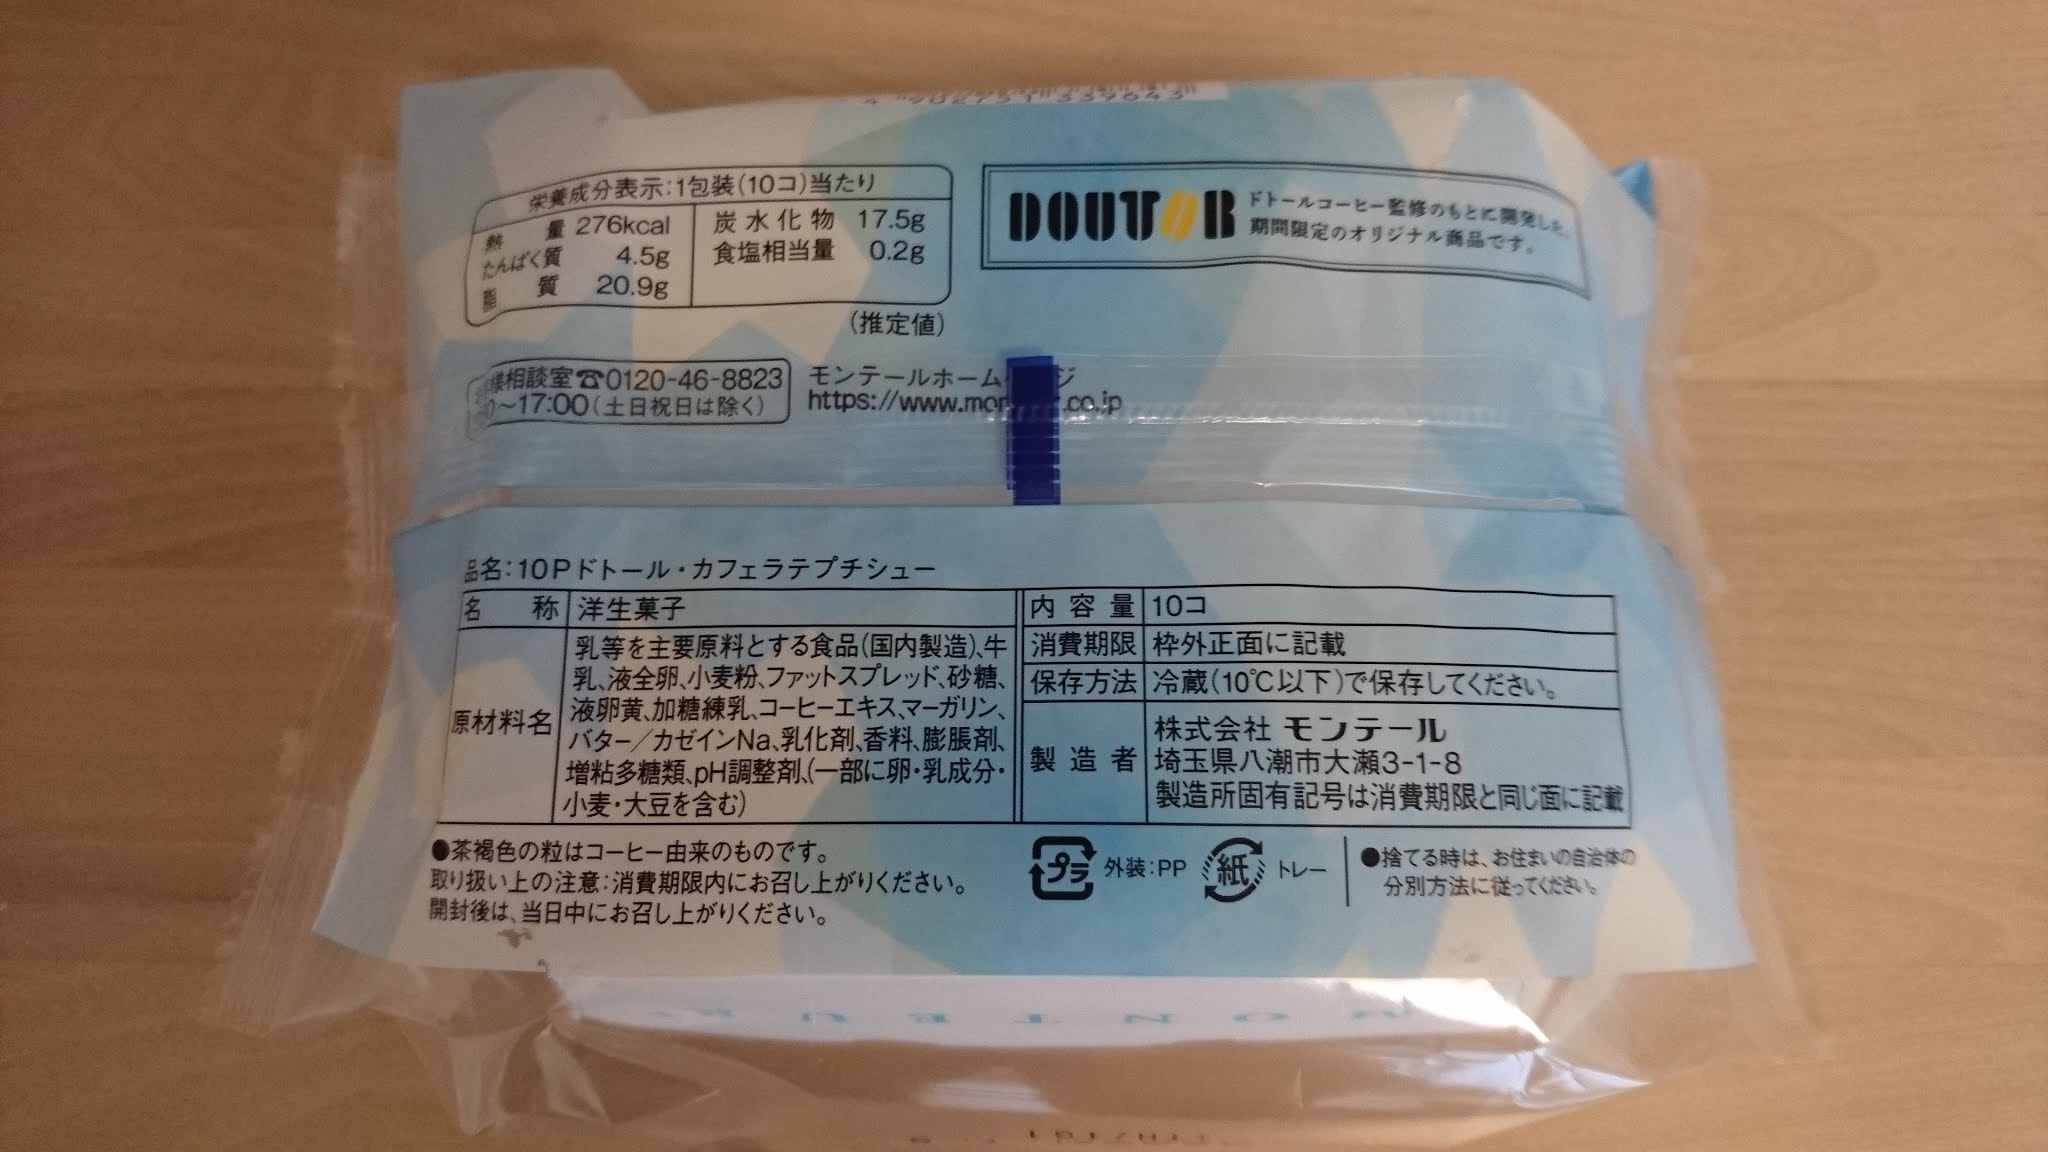 栄養成分表示:1包装(10コ)当たり
熱量 276kcal
たんぱく質 4.5g
脂質 20.9g
炭水化物 17.5g
食塩相当量 0.2g
(推定値)
DOUTOR
ドトールコーヒー監修のもとに開発した、
期間限定のオリジナル商品です。
様相談室☎0120-46-8823
～17:00(土日祝日は除く)
モンテールホーム ジ
https://www.mon .co.jp
品名:10Pドトール・カフェラテプチシュー
名称 洋生菓子
原材料名
乳等を主要原料とする食品(国内製造)、牛
乳、液全卵、小麦粉、ファットスプレッド、砂糖、
液卵黄、加糖練乳、コーヒーエキス、マーガリン、
バター/カゼインNa、乳化剤、香料、膨脹剤、
増粘多糖類、pH調整剤、(一部に卵・乳成分・
小麦・大豆を含む)
内容量 10コ
消費期限 枠外正面に記載
保存方法 冷蔵(10℃以下)で保存してください。
製造者
株式会社 モンテール
埼玉県八潮市大瀬3-1-8
製造所固有記号は消費期限と同じ面に記載
●茶褐色の粒はコーヒー由来のものです。
取り扱い上の注意:消費期限内にお召し上がりください。
開封後は、当日中にお召し上がりください。
プラ 外装:PP 紙 トレー
●捨てる時は、お住まいの自治体の
分別方法に従ってください。